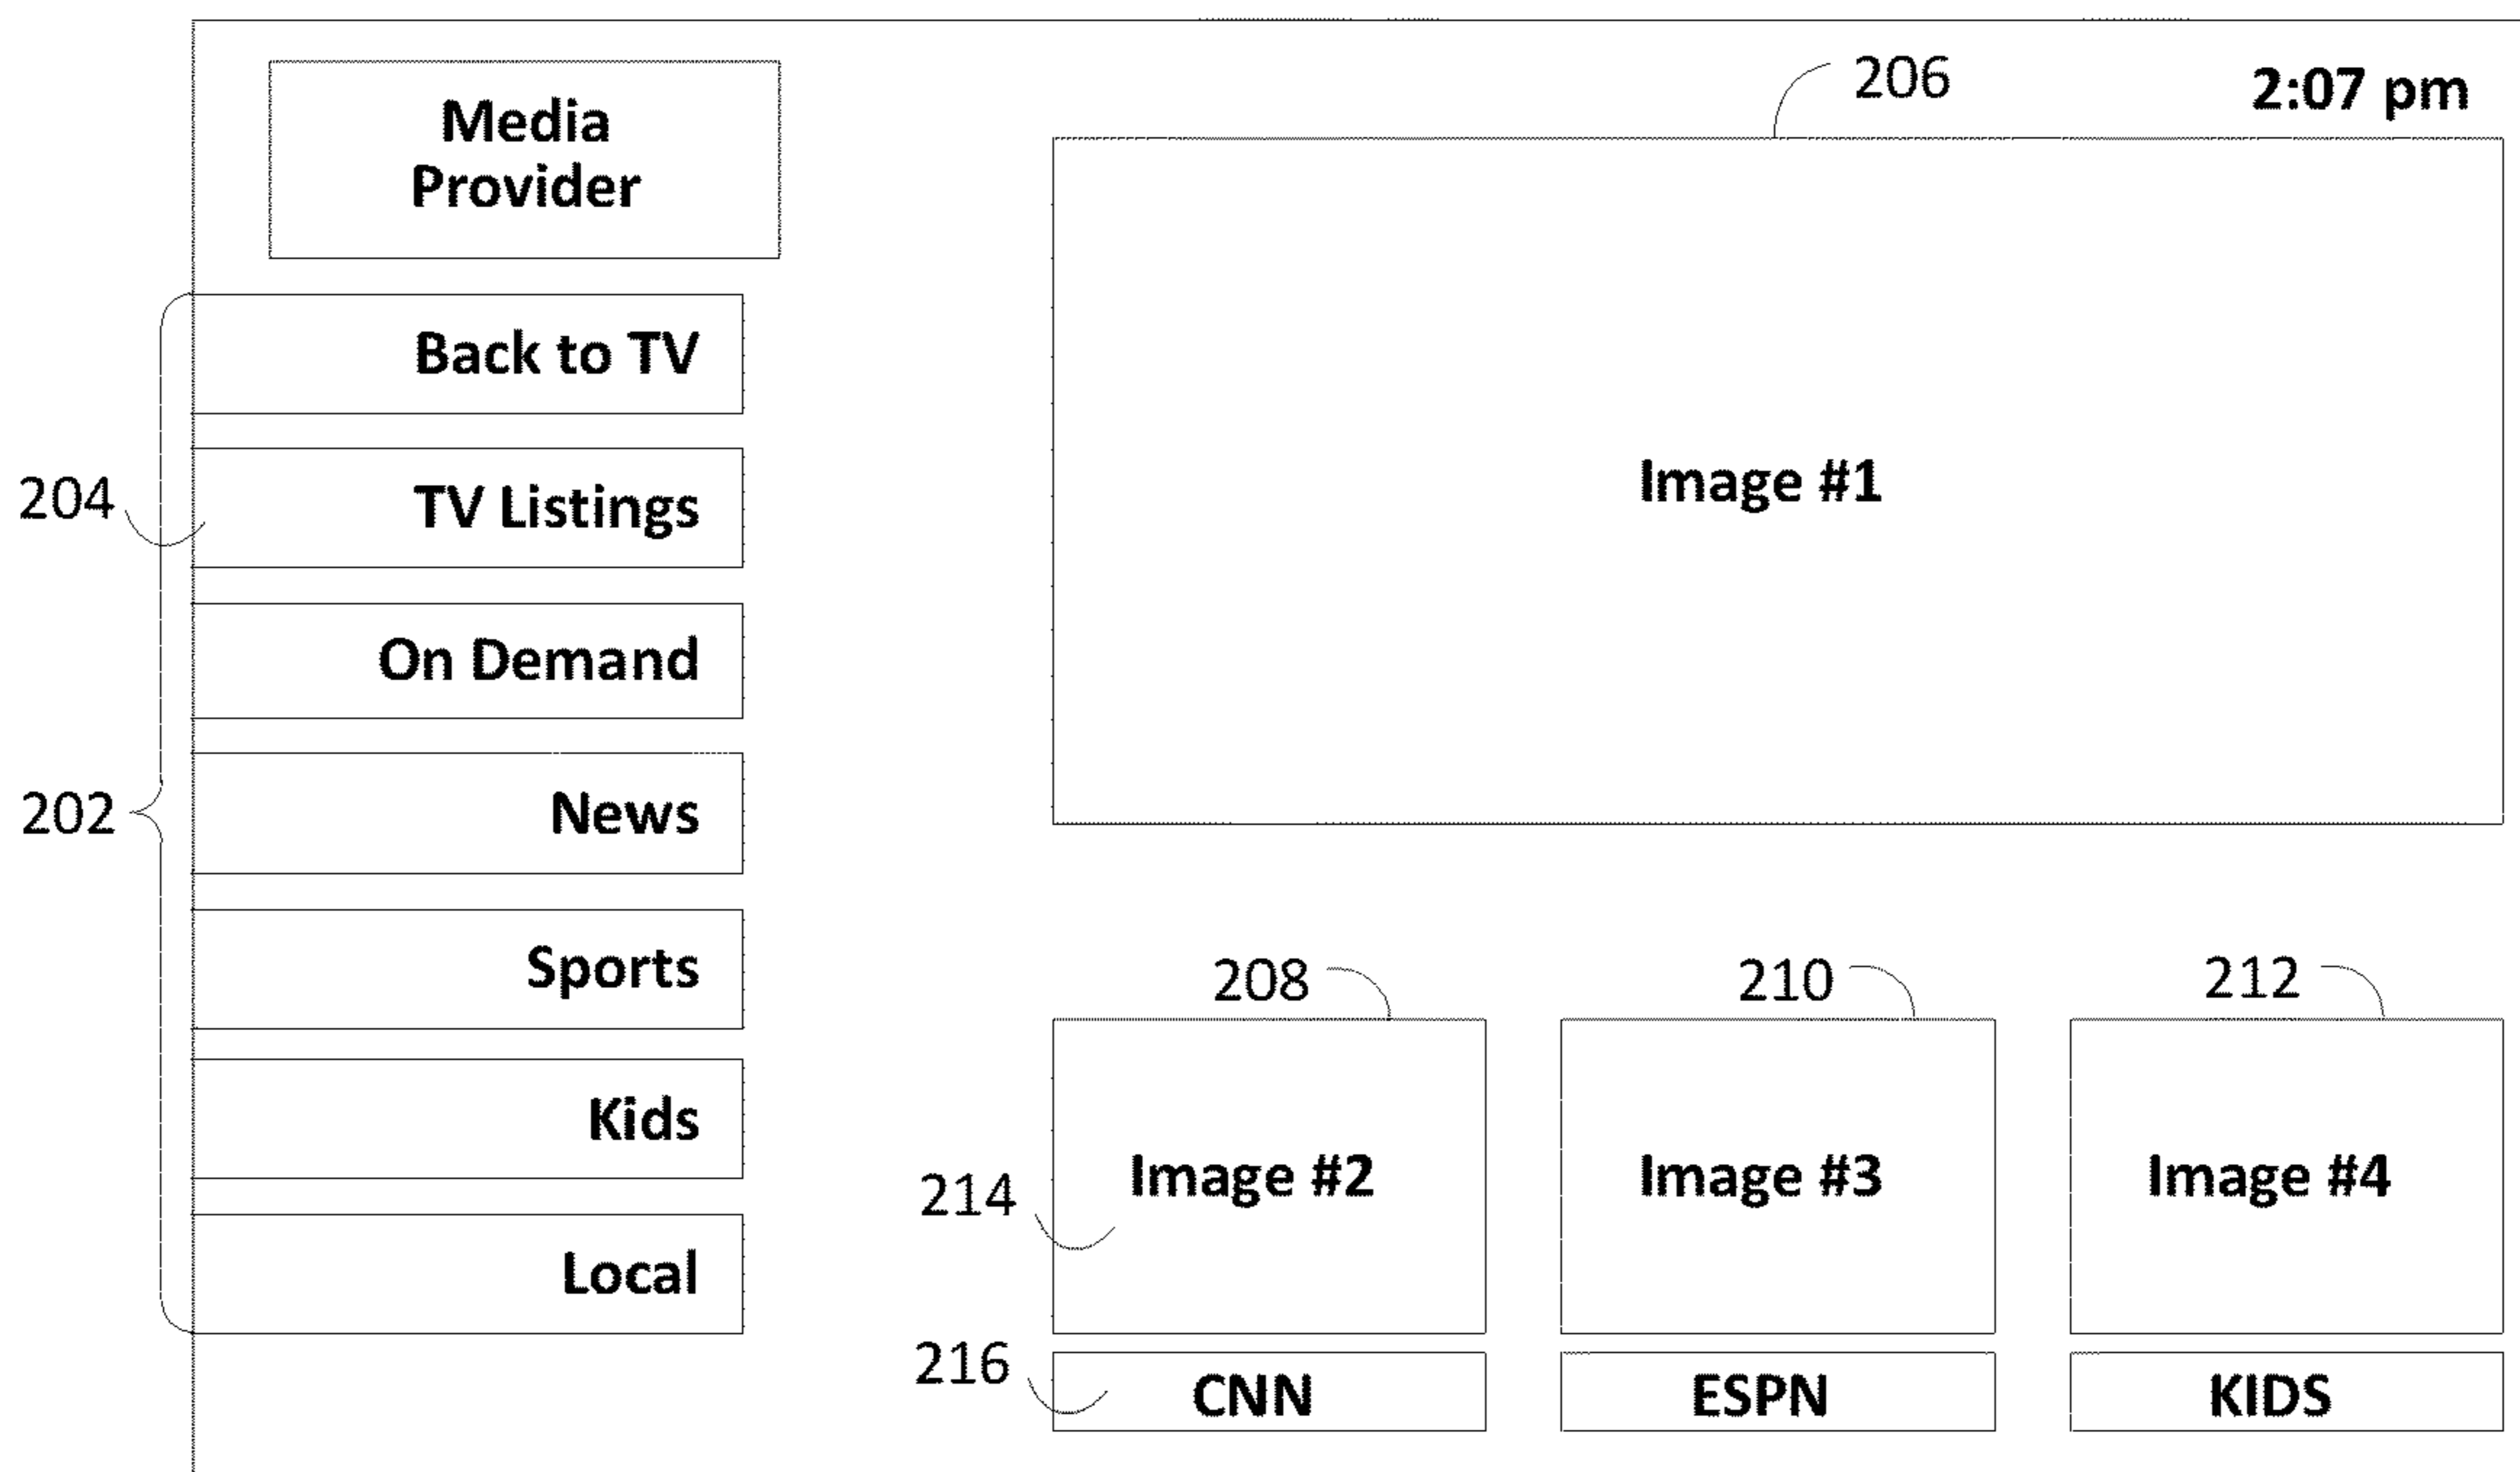 206
2:07 pm
Media
Provider
Back to TV
204
TV Listings
Image #1
On Demand
202
News
Sports
208
210
212
Kids
214
Image #2
Image #3
Image #4
Local
216
CNN
ESPN
KIDS